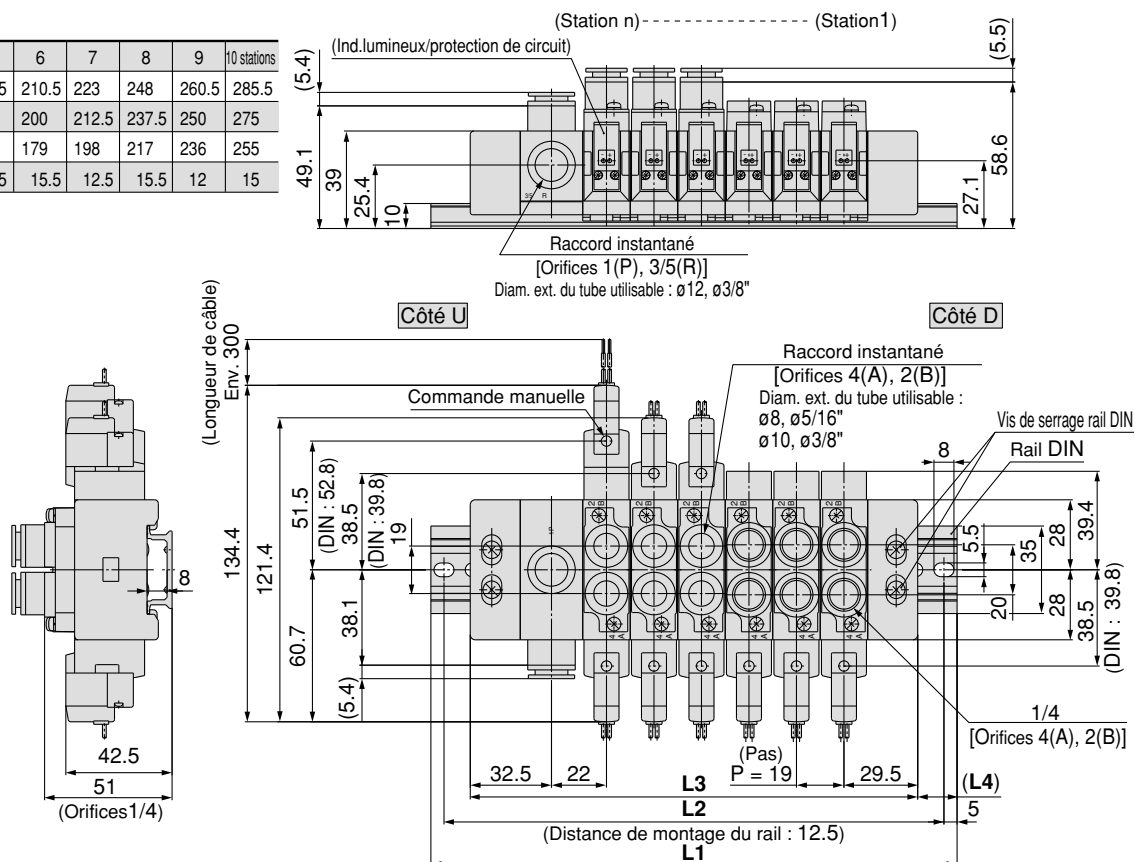 6 7 8 9 10 stations
210.5 223 248 260.5 285.5
200 212.5 237.5 250 275
179 198 217 236 255
15.5 12.5 15.5 12 15
(Station n) (Station1)
(Ind.lumineux/protection de circuit)
(5.4)
(5.5)
49.1
39
25.4
10
27.1
58.6
3/5 R
Raccord instantané
[Orifices 1(P), 3/5(R)]
Diam. ext. du tube utilisable : ø12, ø3/8"
Côté U
Côté D
(Longueur de câble)
Env. 300
Commande manuelle
Raccord instantané
[Orifices 4(A), 2(B)]
Diam. ext. du tube utilisable :
ø8, ø5/16"
ø10, ø3/8"
Vis de serrage rail DIN
Rail DIN
8
134.4
121.4
51.5
(DIN : 52.8)
38.5
(DIN : 39.8)
19
60.7
38.1
(5.4)
5.5
35
28
39.4
20
28
38.5
(DIN : 39.8)
8
42.5
51
(Orifices1/4)
1/4
[Orifices 4(A), 2(B)]
32.5
22
(Pas)
P = 19
29.5
L3
(L4)
L2
5
(Distance de montage du rail : 12.5)
L1